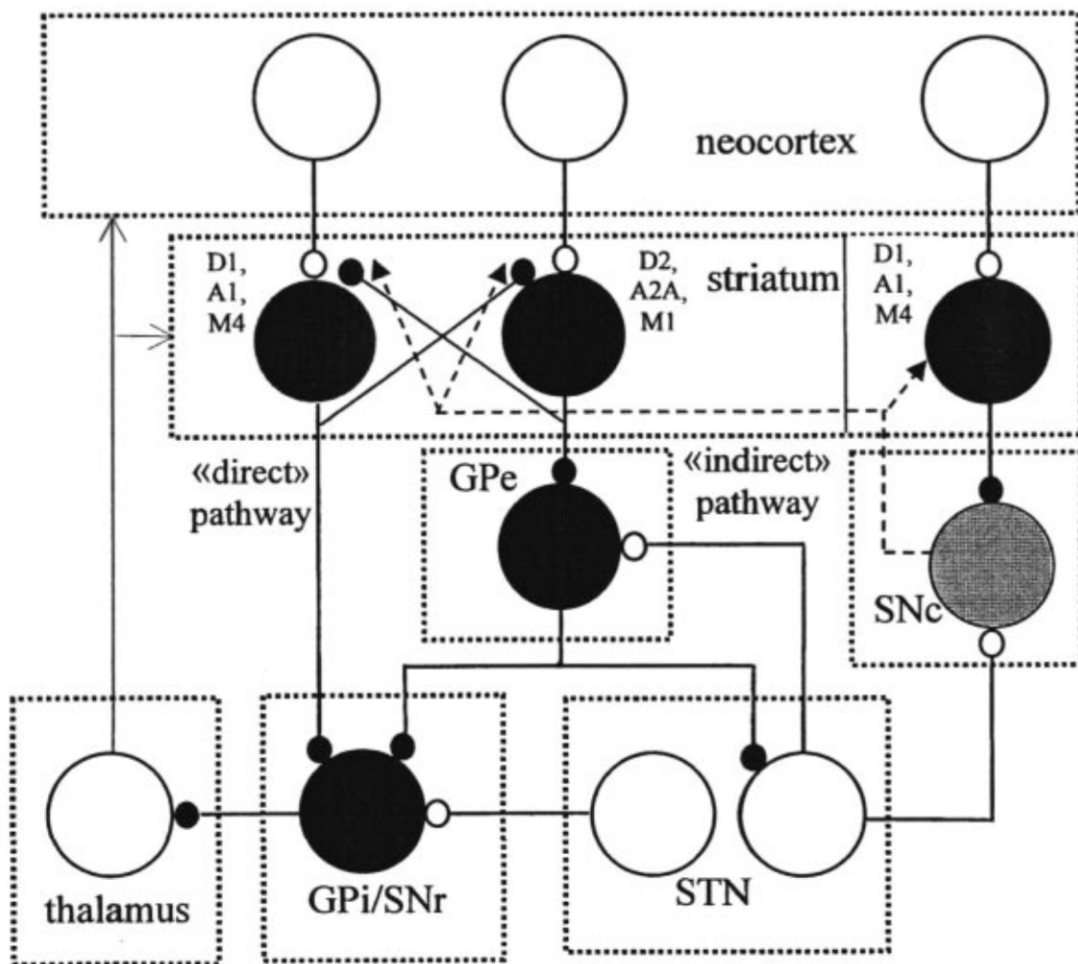 neocortex
D1,
A1,
M4
D2,
A2A,
M1
striatum
D1,
A1,
M4
«direct»
pathway
GPe
«indirect»
pathway
SNc
thalamus
GPi/SNr
STN